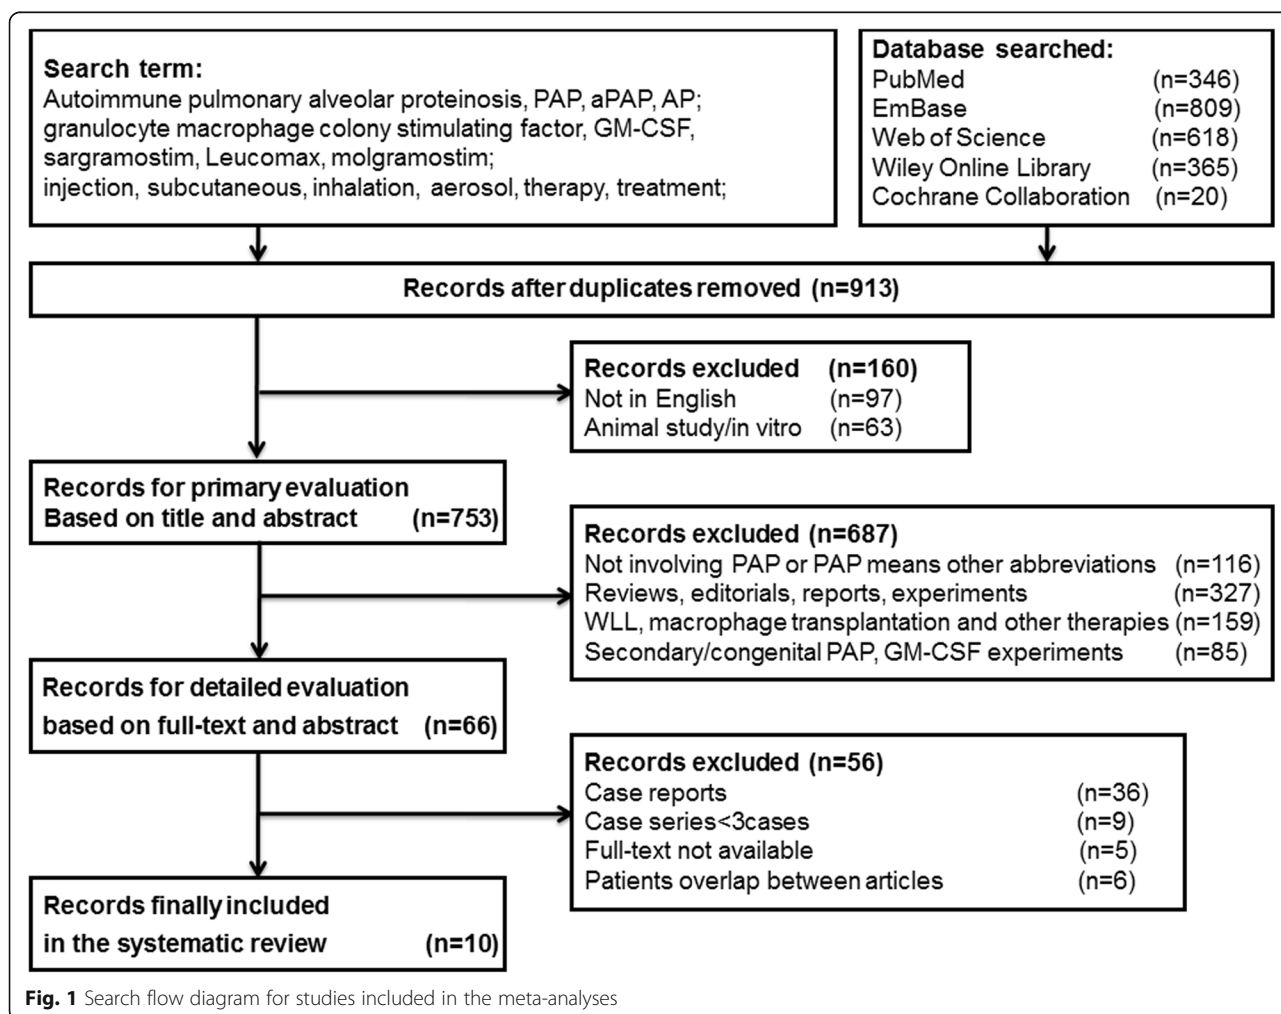 Search term:
Autoimmune pulmonary alveolar proteinosis, PAP, aPAP, AP;
granulocyte macrophage colony stimulating factor, GM-CSF,
sargramostim, Leucomax, molgramostim;
injection, subcutaneous, inhalation, aerosol, therapy, treatment;
Database searched:
PubMed (n=346)
EmBase (n=809)
Web of Science (n=618)
Wiley Online Library (n=365)
Cochrane Collaboration (n=20)
Records after duplicates removed (n=913)
Records excluded (n=160)
Not in English (n=97)
Animal study/in vitro (n=63)
Records for primary evaluation
Based on title and abstract (n=753)
Records excluded (n=687)
Not involving PAP or PAP means other abbreviations (n=116)
Reviews, editorials, reports, experiments (n=327)
WLL, macrophage transplantation and other therapies (n=159)
Secondary/congenital PAP, GM-CSF experiments (n=85)
Records for detailed evaluation
based on full-text and abstract (n=66)
Records excluded (n=56)
Case reports (n=36)
Case series<3cases (n=9)
Full-text not available (n=5)
Patients overlap between articles (n=6)
Records finally included
in the systematic review (n=10)
Fig. 1 Search flow diagram for studies included in the meta-analyses